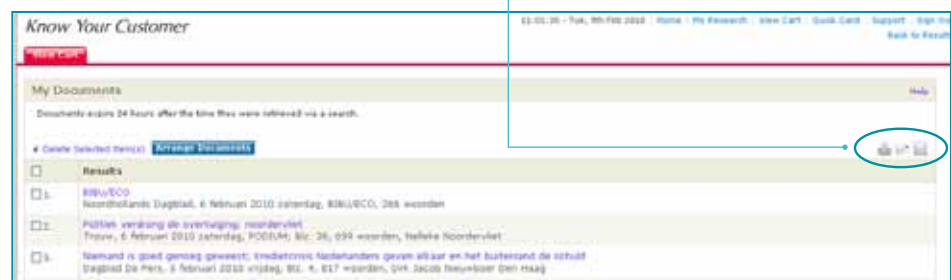 Know Your Customer
11:01:35 - Tue, 9th Feb 2010 Home My Research View Cart Quick Card Support Sign Out
Back to Results
View Cart
My Documents
Help
Documents expire 24 hours after the time they were retrieved via a search.
Delete Selected Item(s) Arrange Documents
Results
1. BIBU/ECO
Noordhollands Dagblad, 6 februari 2010 zaterdag, BIBU/ECO, 268 woorden
2. Politiek verdrong de overtuiging; noordervliet
Trouw, 6 februari 2010 zaterdag, PODIUM; Blz. 36, 699 woorden, Nelleke Noordervliet
3. Niemand is goed genoeg geweest; Kredietcrisis Nederlanders geven elkaar en het buitenland de schuld
Dagblad De Pers, 5 februari 2010 vrijdag, Blz. 4, 817 woorden, Dirk Jacob Nieuwboer Den Haag